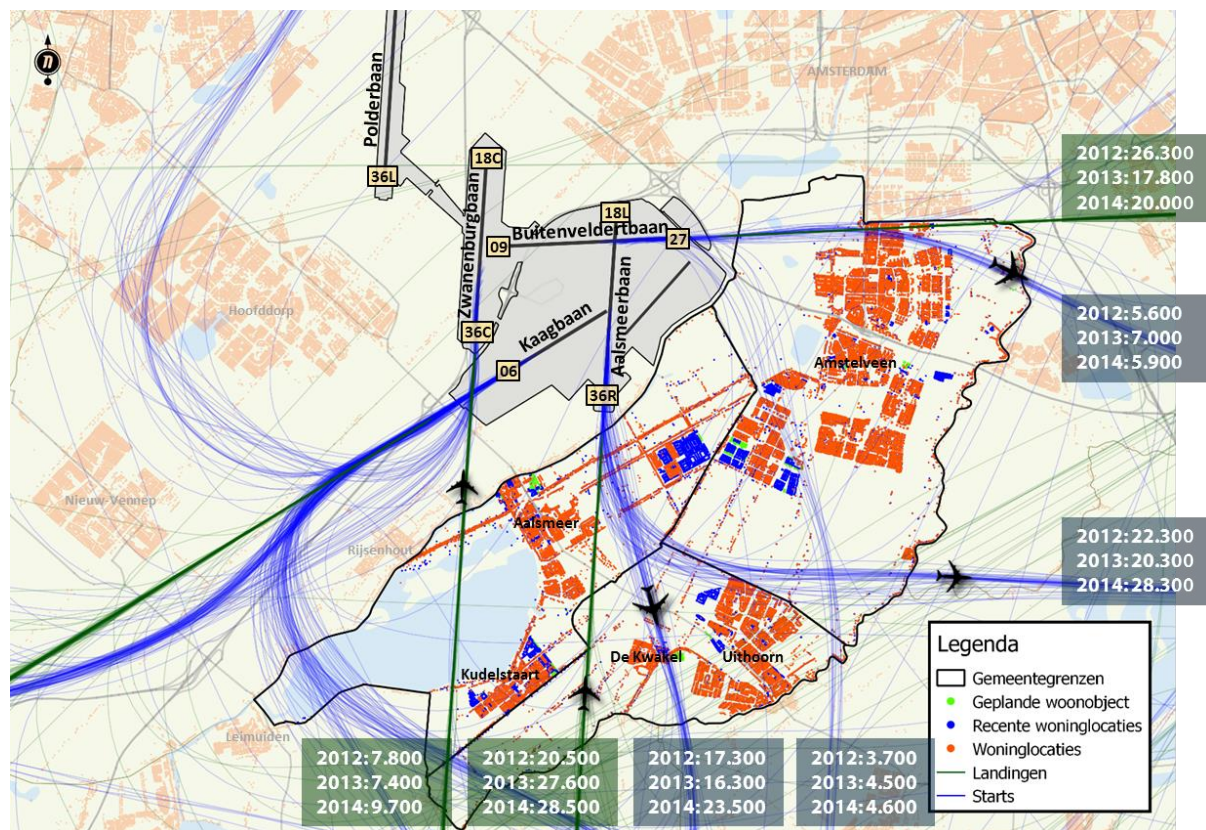 n
AMSTERDAM
Polderbaan
36L
18C
Zwanenburgbaan
18L
Buitenveldertbaan
09
27
36C
Kaagbaan
Aalsmeerbaan
06
36R
Hoofddorp
Nieuw-Vennep
Rijsenhout
Leimuiden
Amstelveen
Aalsmeer
Kudelstaart
De Kwakel
Uithoorn
2012:26.300
2013:17.800
2014:20.000
2012:5.600
2013:7.000
2014:5.900
2012:22.300
2013:20.300
2014:28.300
Legenda
Gemeentegrenzen
Geplande woonobject
Recente woninglocaties
Woninglocaties
Landingen
Starts
2012:7.800
2013:7.400
2014:9.700
2012:20.500
2013:27.600
2014:28.500
2012:17.300
2013:16.300
2014:23.500
2012:3.700
2013:4.500
2014:4.600